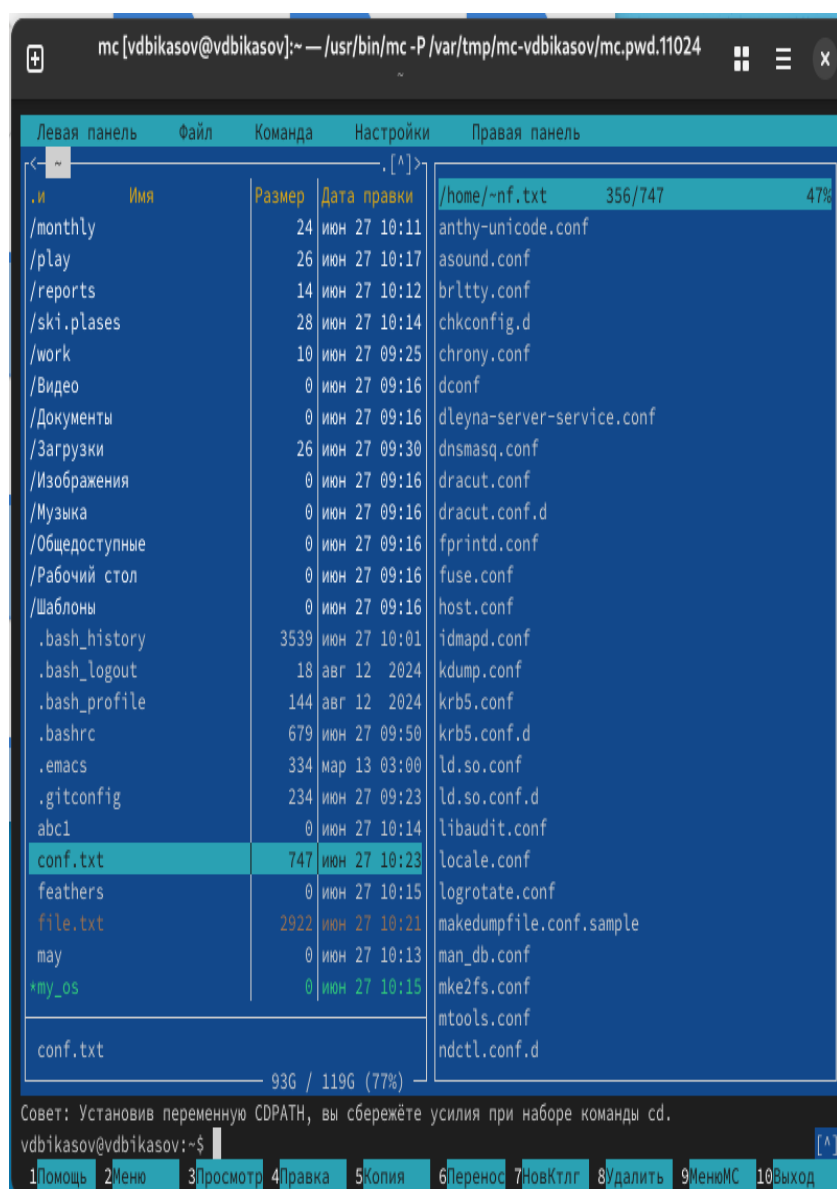 mc [vdbikasov@vdbikasov]:~ — /usr/bin/mc -P /var/tmp/mc-vdbikasov/mc.pwd.11024
~
Левая панель Файл Команда Настройки Правая панель
<─ ~ ─.[^]>
.и Имя Размер Дата правки /home/~nf.txt 356/747 47%
/monthly 24 июн 27 10:11 anthy-unicode.conf
/play 26 июн 27 10:17 asound.conf
/reports 14 июн 27 10:12 brltty.conf
/ski.plases 28 июн 27 10:14 chkconfig.d
/work 10 июн 27 09:25 chrony.conf
/Видео 0 июн 27 09:16 dconf
/Документы 0 июн 27 09:16 dleyna-server-service.conf
/Загрузки 26 июн 27 09:30 dnsmasq.conf
/Изображения 0 июн 27 09:16 dracut.conf
/Музыка 0 июн 27 09:16 dracut.conf.d
/Общедоступные 0 июн 27 09:16 fprintd.conf
/Рабочий стол 0 июн 27 09:16 fuse.conf
/Шаблоны 0 июн 27 09:16 host.conf
.bash_history 3539 июн 27 10:01 idmapd.conf
.bash_logout 18 авг 12 2024 kdump.conf
.bash_profile 144 авг 12 2024 krb5.conf
.bashrc 679 июн 27 09:50 krb5.conf.d
.emacs 334 мар 13 03:00 ld.so.conf
.gitconfig 234 июн 27 09:23 ld.so.conf.d
abc1 0 июн 27 10:14 libaudit.conf
conf.txt 747 июн 27 10:23 locale.conf
feathers 0 июн 27 10:15 logrotate.conf
file.txt 2922 июн 27 10:21 makedumpfile.conf.sample
may 0 июн 27 10:13 man_db.conf
*my_os 0 июн 27 10:15 mke2fs.conf
mtools.conf
conf.txt ndctl.conf.d
93G / 119G (77%)
Совет: Установив переменную CDPATH, вы сбережёте усилия при наборе команды cd.
vdbikasov@vdbikasov:~$ [^]
1Помощь 2Меню 3Просмотр 4Правка 5Копия 6Перенос 7НовКтлг 8Удалить 9МенюMC 10Выход